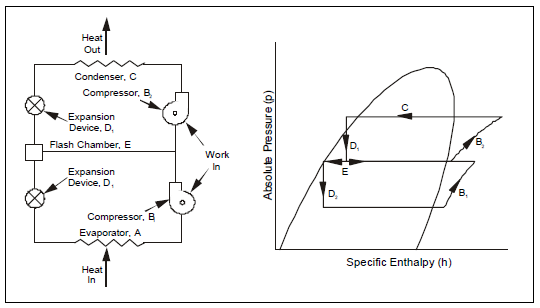 Heat
Out
Condenser, C
Compressor, B₂
Expansion
Device, D₁
Flash Chamber, E
Work
In
Expansion
Device, D₁
Compressor, B₁
Evaporator, A
Heat
In
Absolute Pressure (p)
C
D₁
B₂
E
D₂
B₁
Specific Enthalpy (h)